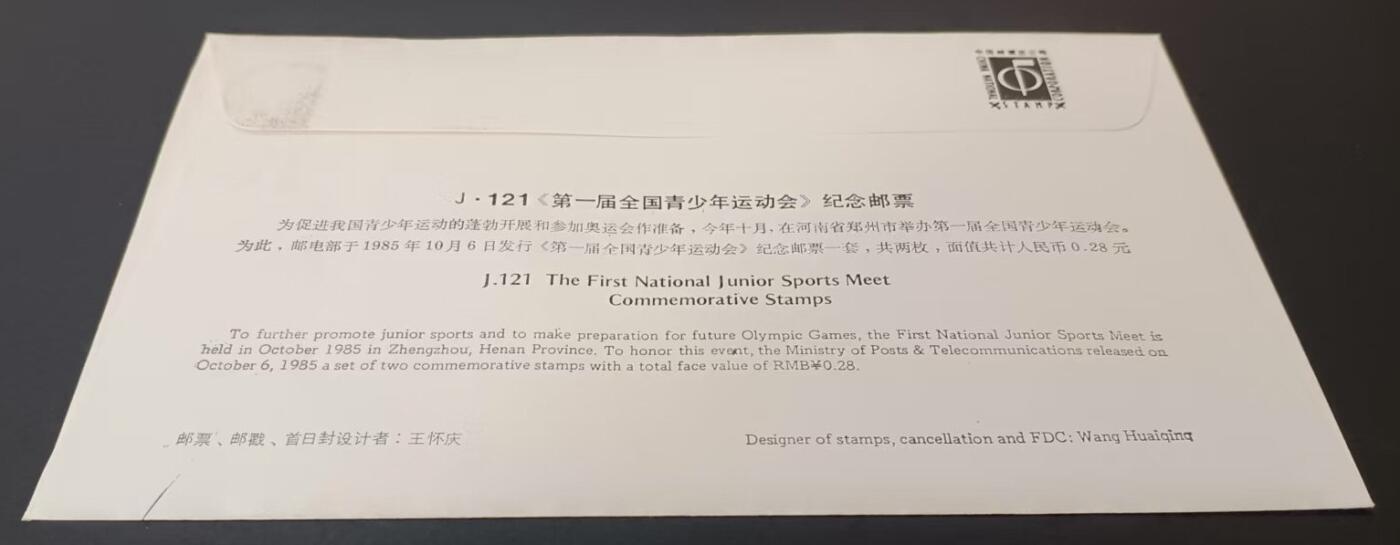 CHINA NATIONAL
STAMP
CORPORATION
J·121《第一届全国青少年运动会》纪念邮票
为促进我国青少年运动的蓬勃开展和参加奥运会作准备，今年十月，在河南省郑州市举办第一届全国青少年运动会。
为此，邮电部于1985年10月6日发行《第一届全国青少年运动会》纪念邮票一套，共两枚，面值共计人民币0.28元
J.121 The First National Junior Sports Meet
Commemorative Stamps
To further promote junior sports and to make preparation for future Olympic Games, the First National Junior Sports Meet is
held in October 1985 in Zhengzhou, Henan Province. To honor this event, the Ministry of Posts & Telecommunications released on
October 6, 1985 a set of two commemorative stamps with a total face value of RMB¥0.28.
邮票、邮戳、首日封设计者：王怀庆
Designer of stamps, cancellation and FDC: Wang Huaiqing